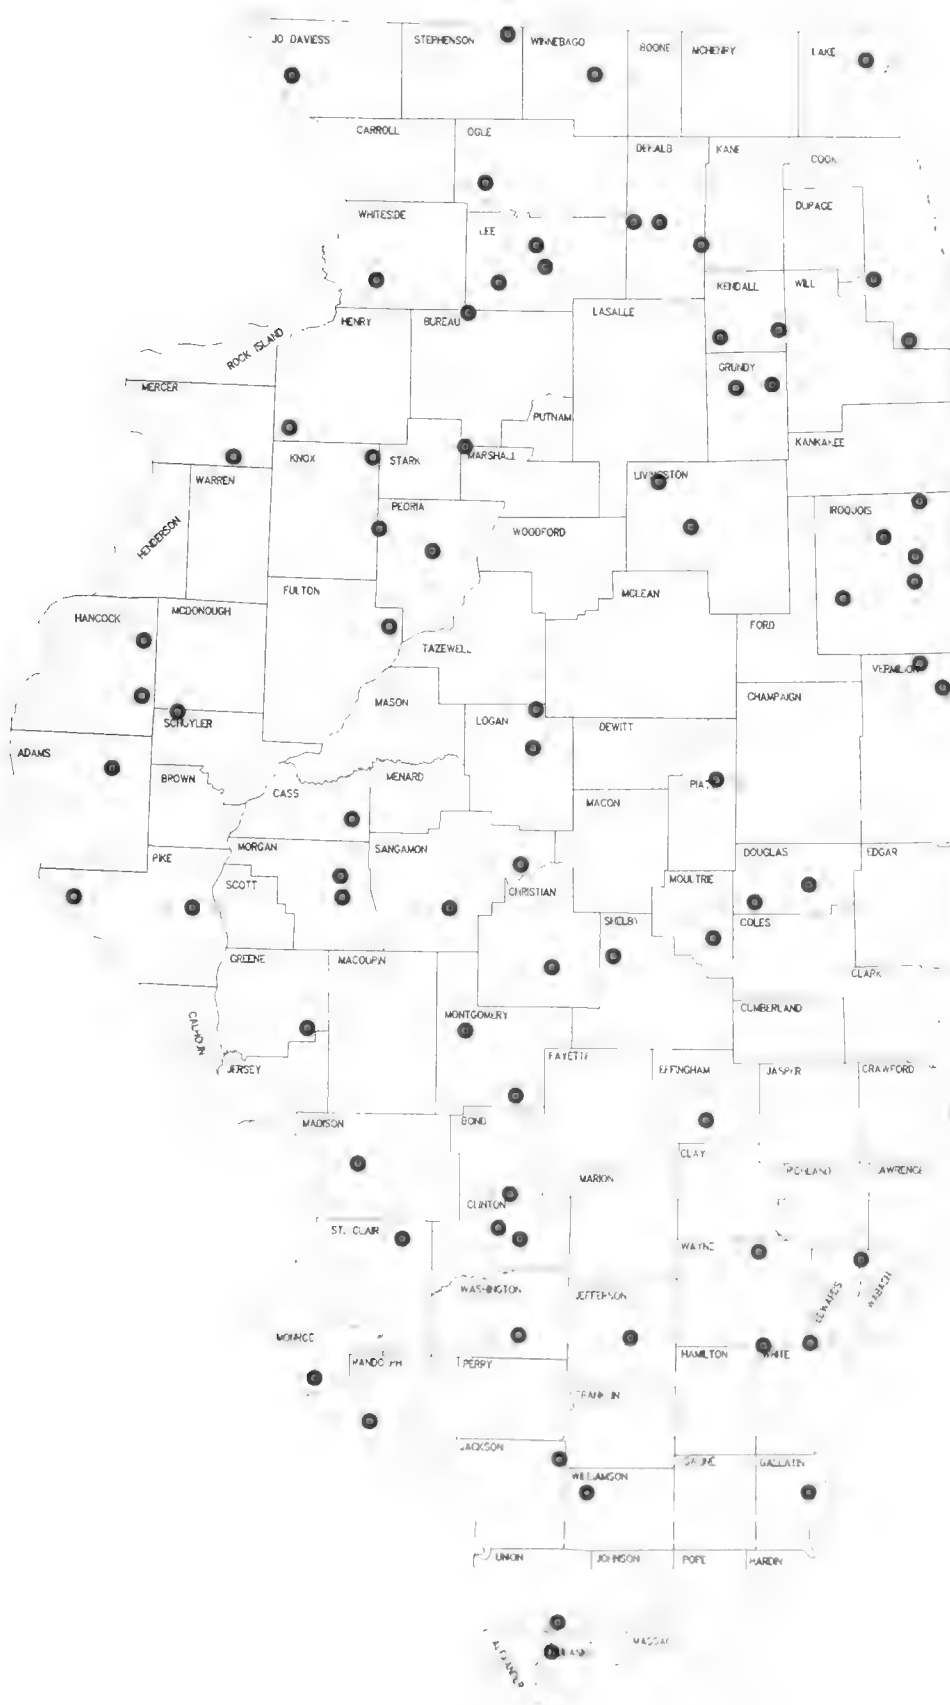 JO DAVIESS
STEPHENSON
WINNEBAGO
BOONE
MCHENRY
LAKE
CARROLL
OGLE
DEKALB
KANE
COOK
WHITESIDE
LEE
DUPAGE
KENDALL
WILL
ROCK ISLAND
HENRY
BUREAU
LASALLE
GRUNDY
MERCER
PUTNAM
KANKAKEE
KNOX
STARK
MARSHALL
WARREN
LIVINGSTON
HENDERSON
PEORIA
WOODFORD
IROQUOIS
FULTON
MCLEAN
HANCOCK
MCDONOUGH
TAZEWELL
FORD
VERMILION
MASON
CHAMPAIGN
SCHUYLER
LOGAN
DEWITT
ADAMS
BROWN
CASS
MENARD
MACON
PIKE
MORGAN
SANGAMON
DOUGLAS
EDGAR
SCOTT
CHRISTIAN
MOULTRIE
SHELBY
COLES
GREENE
MACOUPIN
CLARK
CALHOUN
MONTGOMERY
CUMBERLAND
JERSEY
FAYETTE
EFFINGHAM
JASPER
CRAWFORD
MADISON
BOND
CLAY
RICHLAND
MARION
CLINTON
ST. CLAIR
WAYNE
WASHINGTON
JEFFERSON
EDWARDS
WABASH
MONROE
PERRY
HAMILTON
JACKSON
WILLIAMSON
GALLATIN
UNION
JOHNSON
POPE
HARDIN